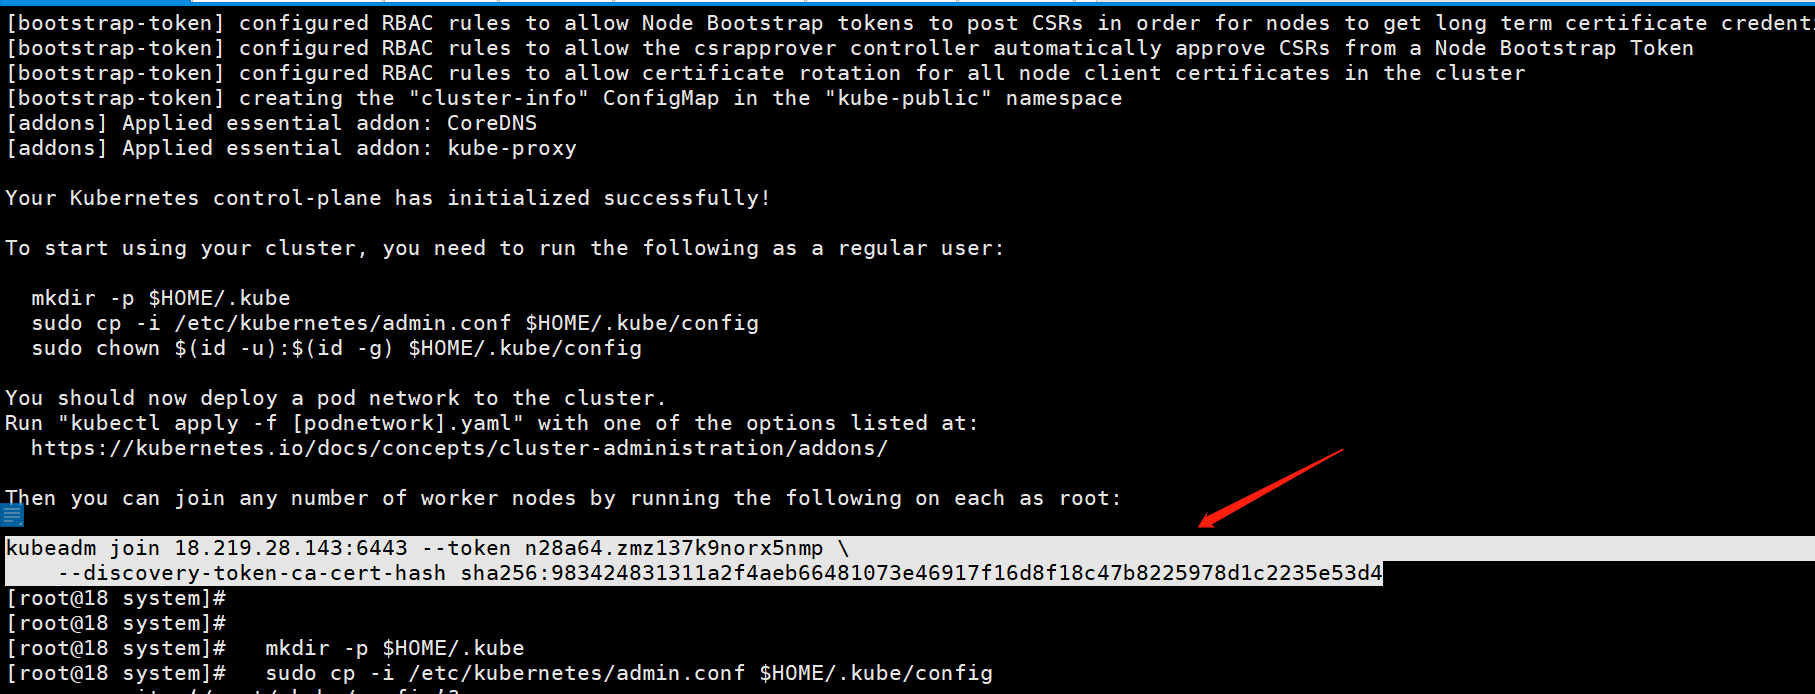 [bootstrap-token] configured RBAC rules to allow Node Bootstrap tokens to post CSRs in order for nodes to get long term certificate
[bootstrap-token] configured RBAC rules to allow the csrapprover controller automatically approve CSRs from a Node Bootstrap Token
[bootstrap-token] configured RBAC rules to allow certificate rotation for all node client certificates in the cluster
[bootstrap-token] creating the "cluster-info" ConfigMap in the "kube-public" namespace
[addons] Applied essential addon: CoreDNS
[addons] Applied essential addon: kube-proxy
Your Kubernetes control-plane has initialized successfully!
To start using your cluster, you need to run the following as a regular user:
mkdir -p $HOME/.kube
sudo cp -i /etc/kubernetes/admin.conf $HOME/.kube/config
sudo chown $(id -u):$(id -g) $HOME/.kube/config
You should now deploy a pod network to the cluster.
Run "kubectl apply -f [podnetwork].yaml" with one of the options listed at:
https://kubernetes.io/docs/concepts/cluster-administration/addons/
Then you can join any number of worker nodes by running the following on each as root:
kubeadm join 18.219.28.143:6443 --token n28a64.zmz137k9norx5nmp \
--discovery-token-ca-cert-hash sha256:983424831311a2f4aeb66481073e46917f16d8f18c47b8225978d1c2235e53d4
[root@18 system]#
[root@18 system]#
[root@18 system]#   mkdir -p $HOME/.kube
[root@18 system]#   sudo cp -i /etc/kubernetes/admin.conf $HOME/.kube/config